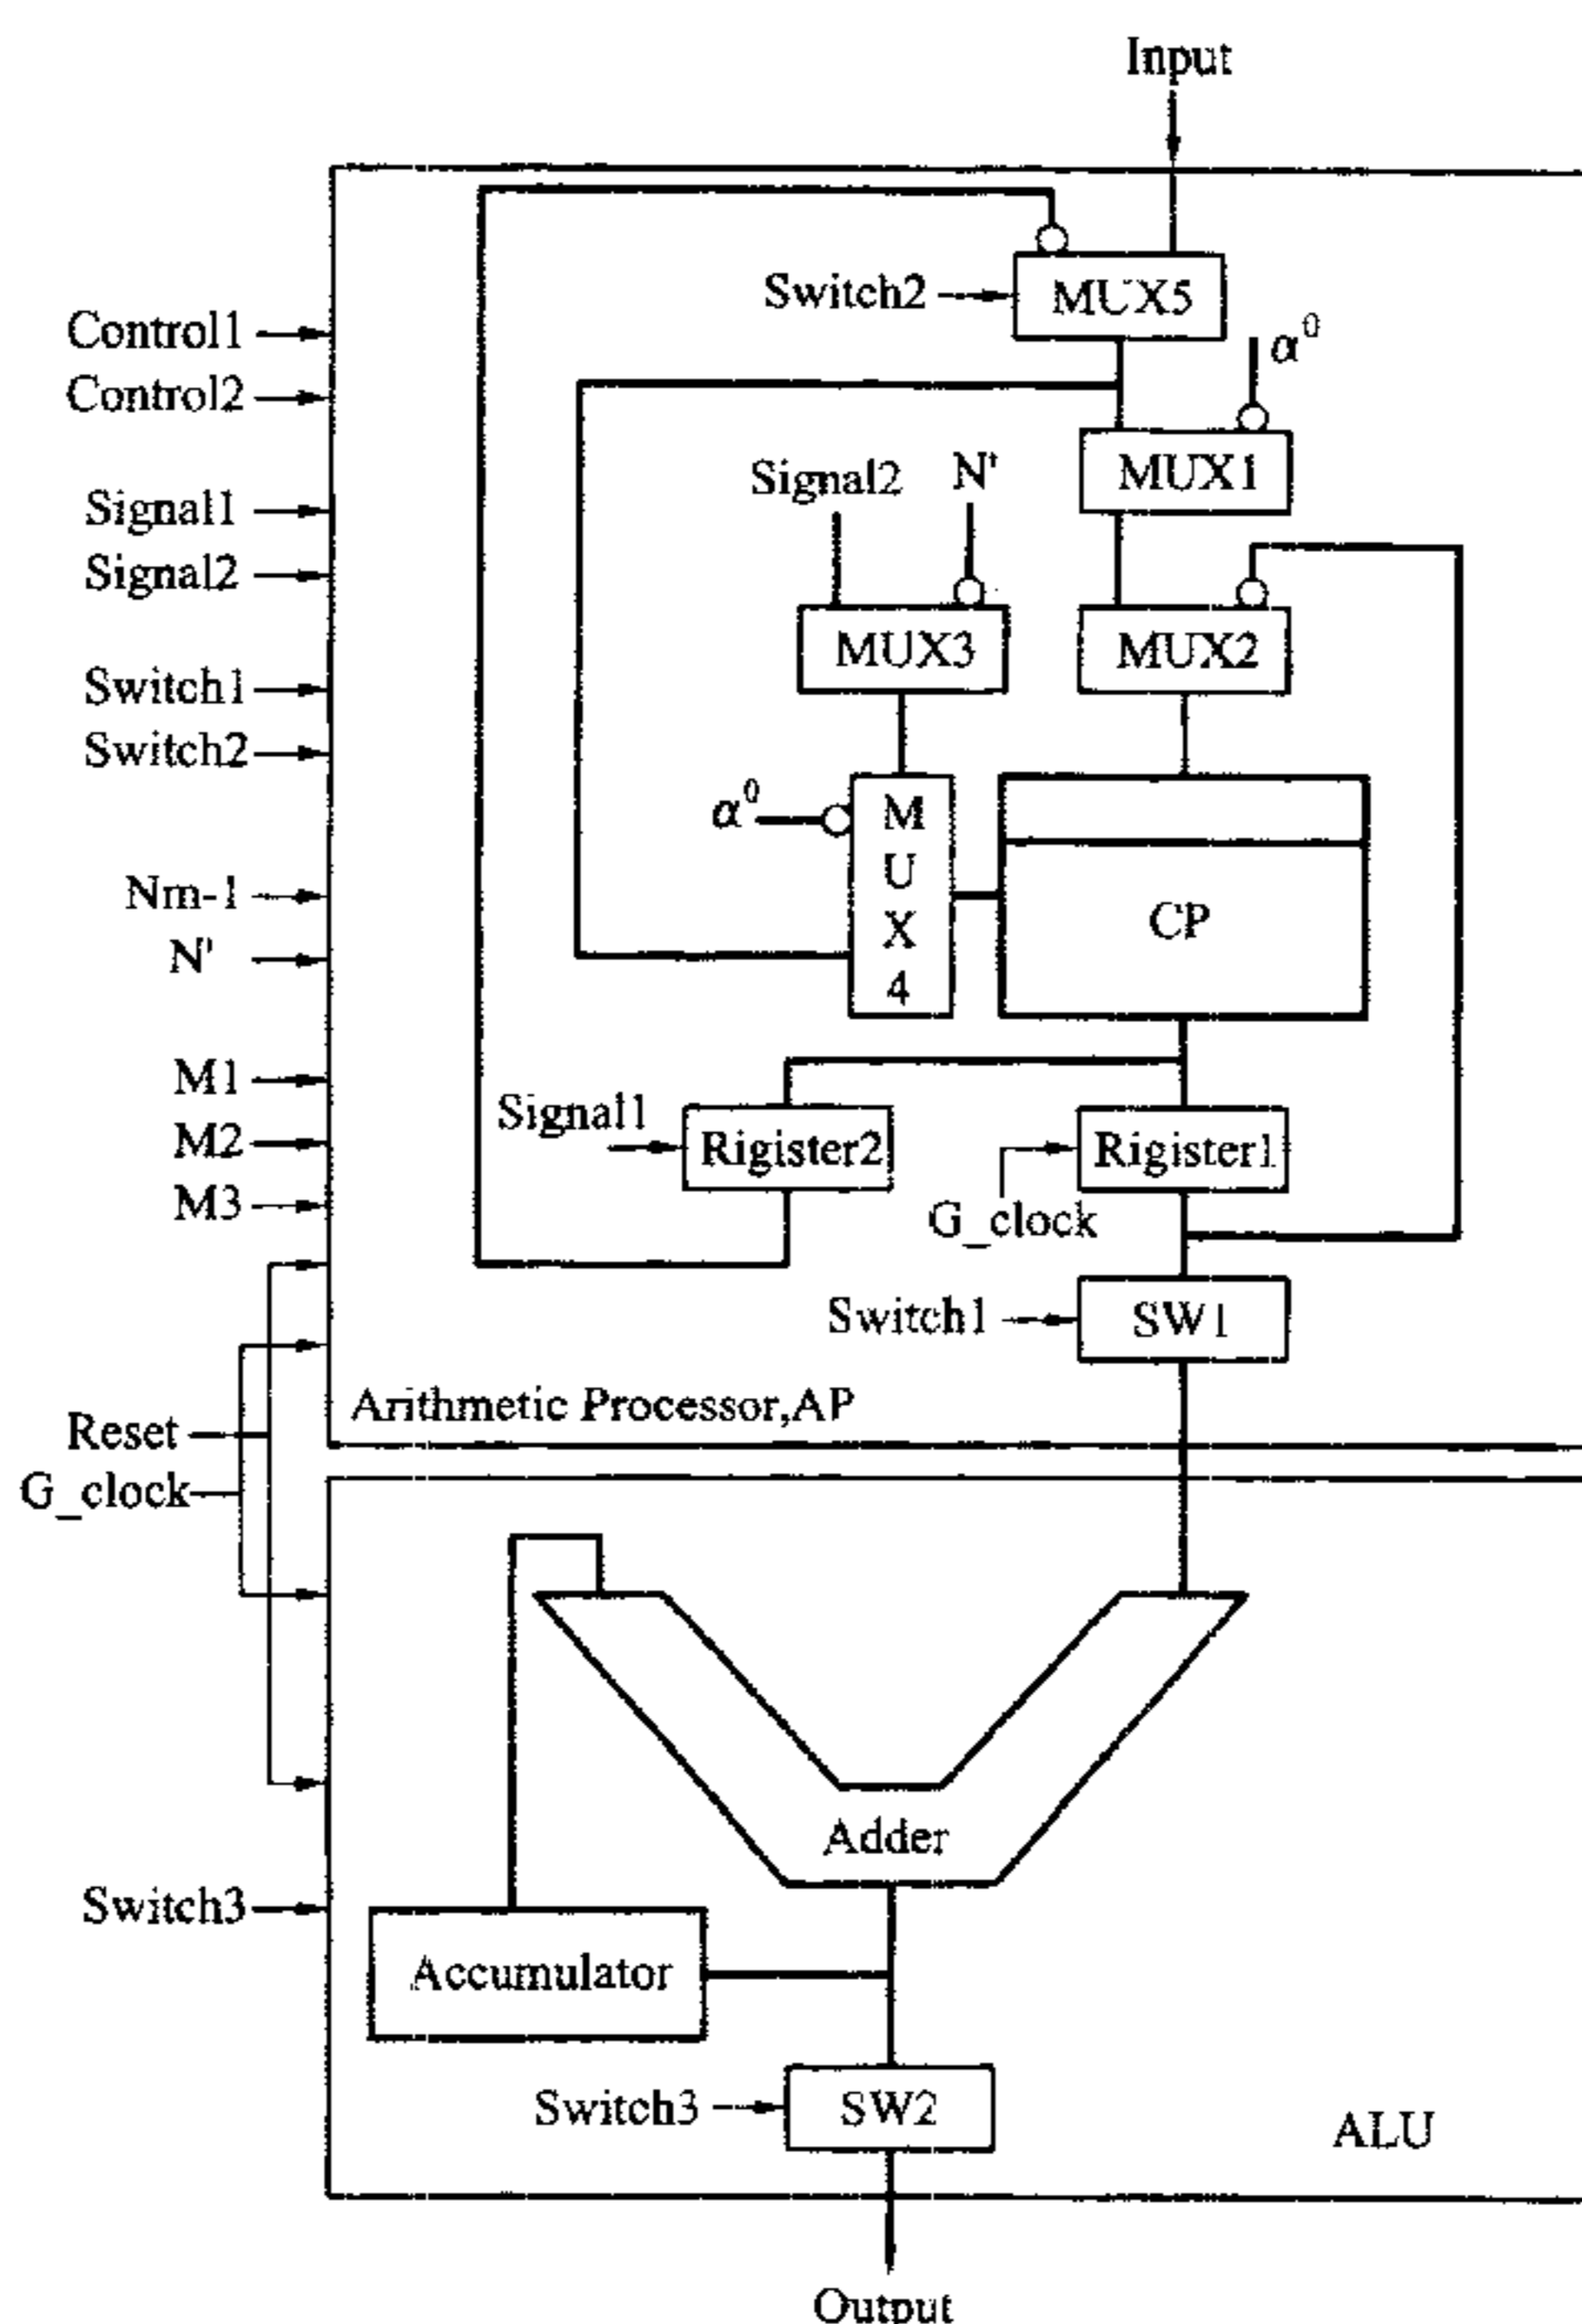 Input
Switch2
MUX5
Control1
α⁰
Control2
MUX1
Signal2
N'
Signal1
Signal2
MUX3
MUX2
Switch1
Switch2
α⁰
MUX4
CP
Nm-1
N'
M1
Signal1
Rigister2
Rigister1
M2
M3
G_clock
Switch1
SW1
Arithmetic Processor,AP
Reset
G_clock
Adder
Switch3
Accumulator
Switch3
SW2
ALU
Output